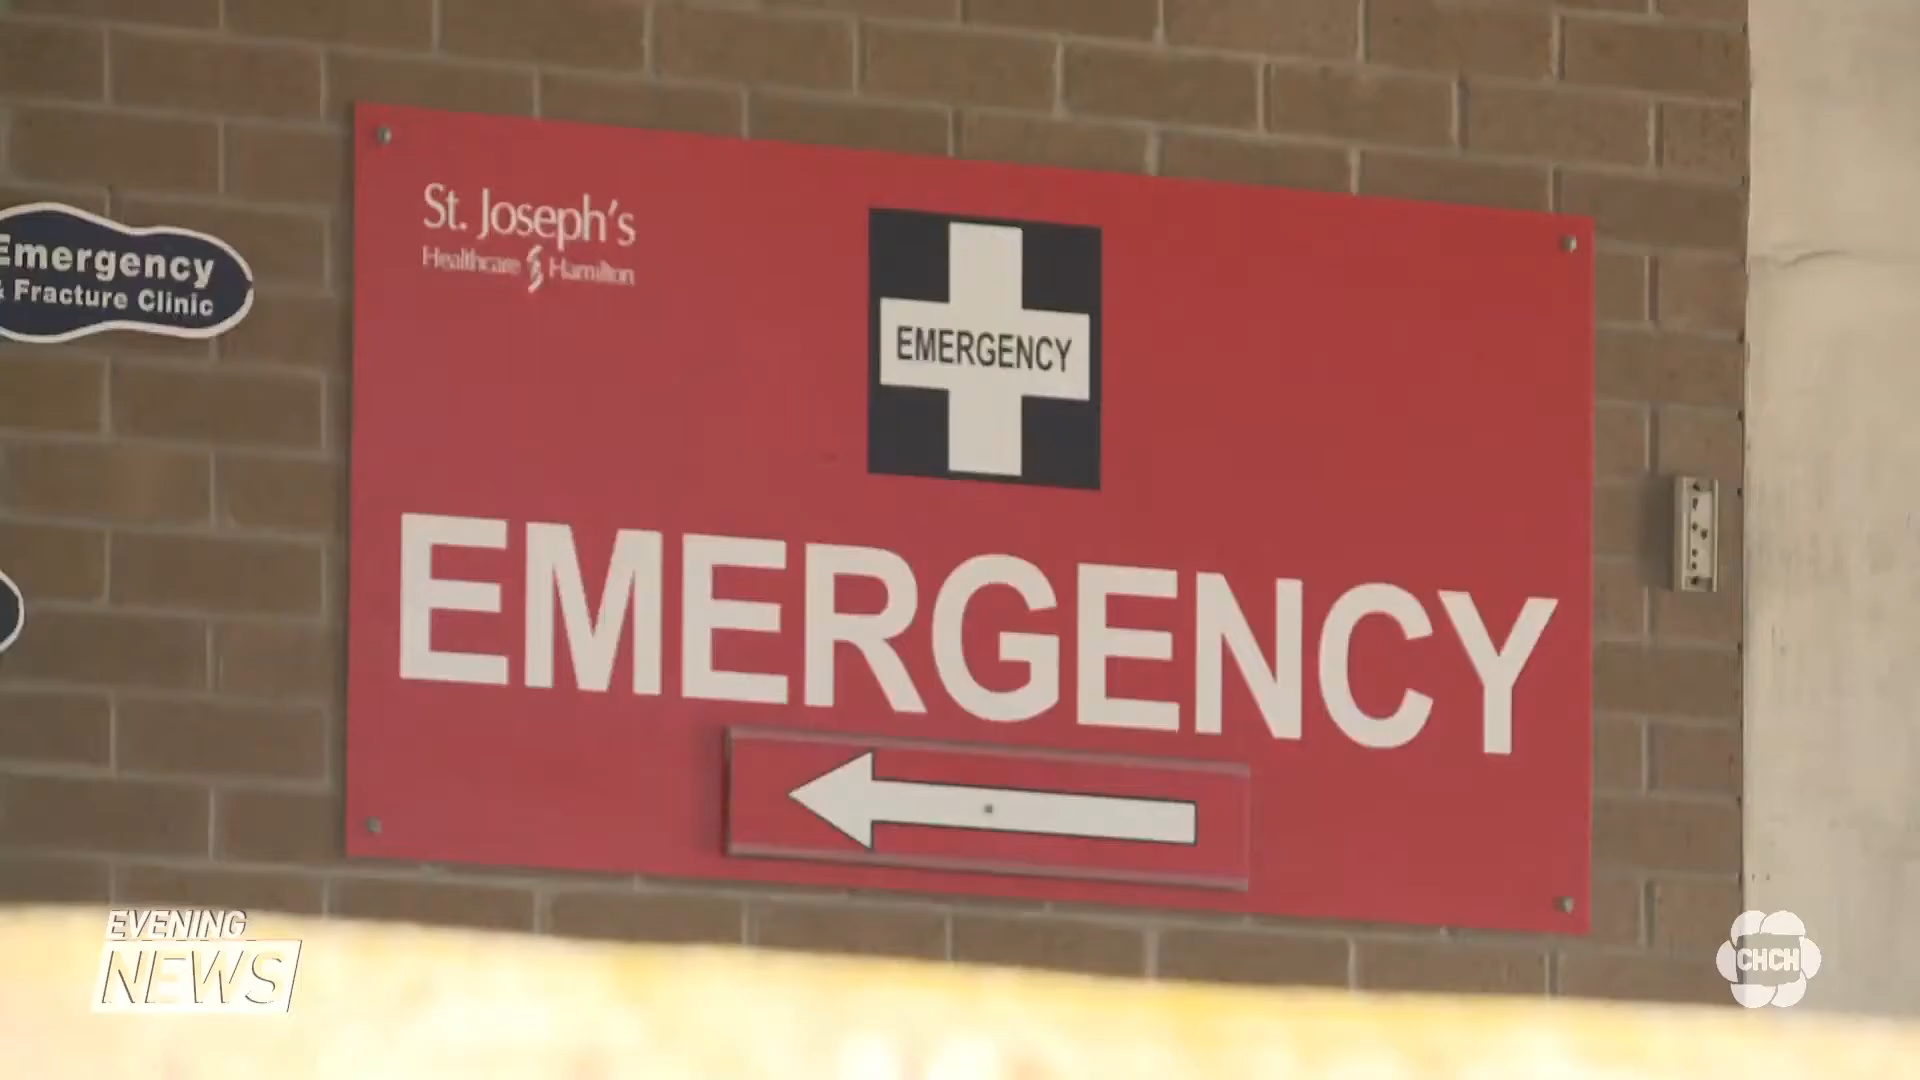 St. Joseph's
Healthcare Hamilton
Emergency
& Fracture Clinic
EMERGENCY
EMERGENCY
EVENING
NEWS
CHCH